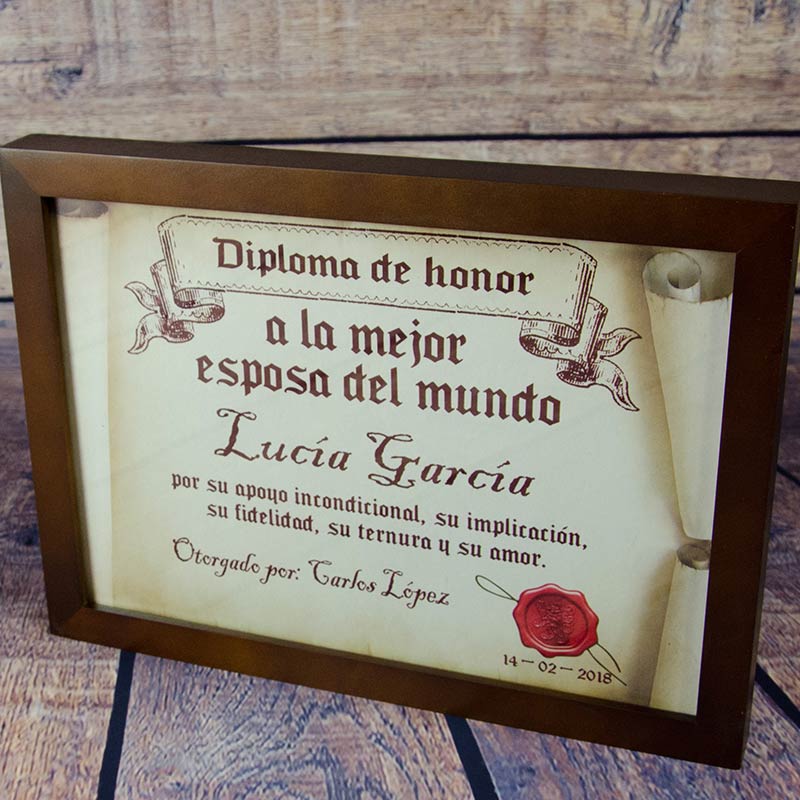 Diploma de honor
a la mejor
esposa del mundo
Lucía García
por su apoyo incondicional, su implicación,
su fidelidad, su ternura y su amor.
Otorgado por: Carlos López
14-02-2018